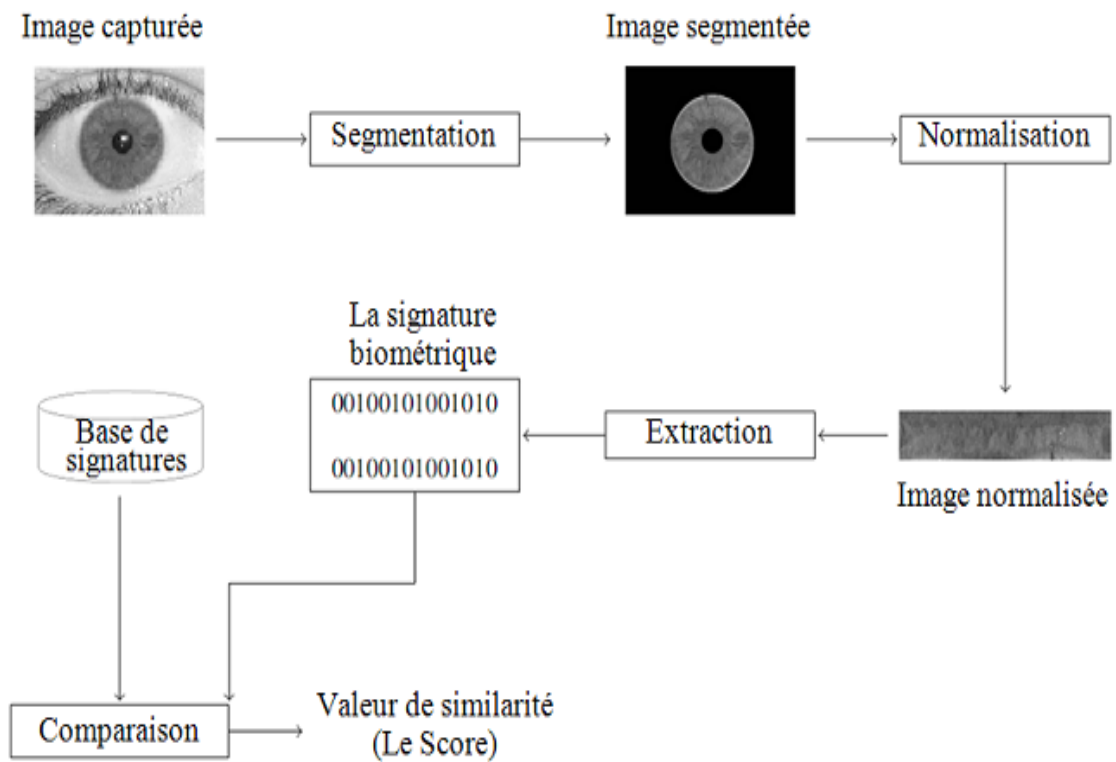 Image capturée
Image segmentée
Segmentation
Normalisation
La signature
biométrique
00100101001010
00100101001010
Base de
signatures
Extraction
Image normalisée
Comparaison
Valeur de similarité
(Le Score)